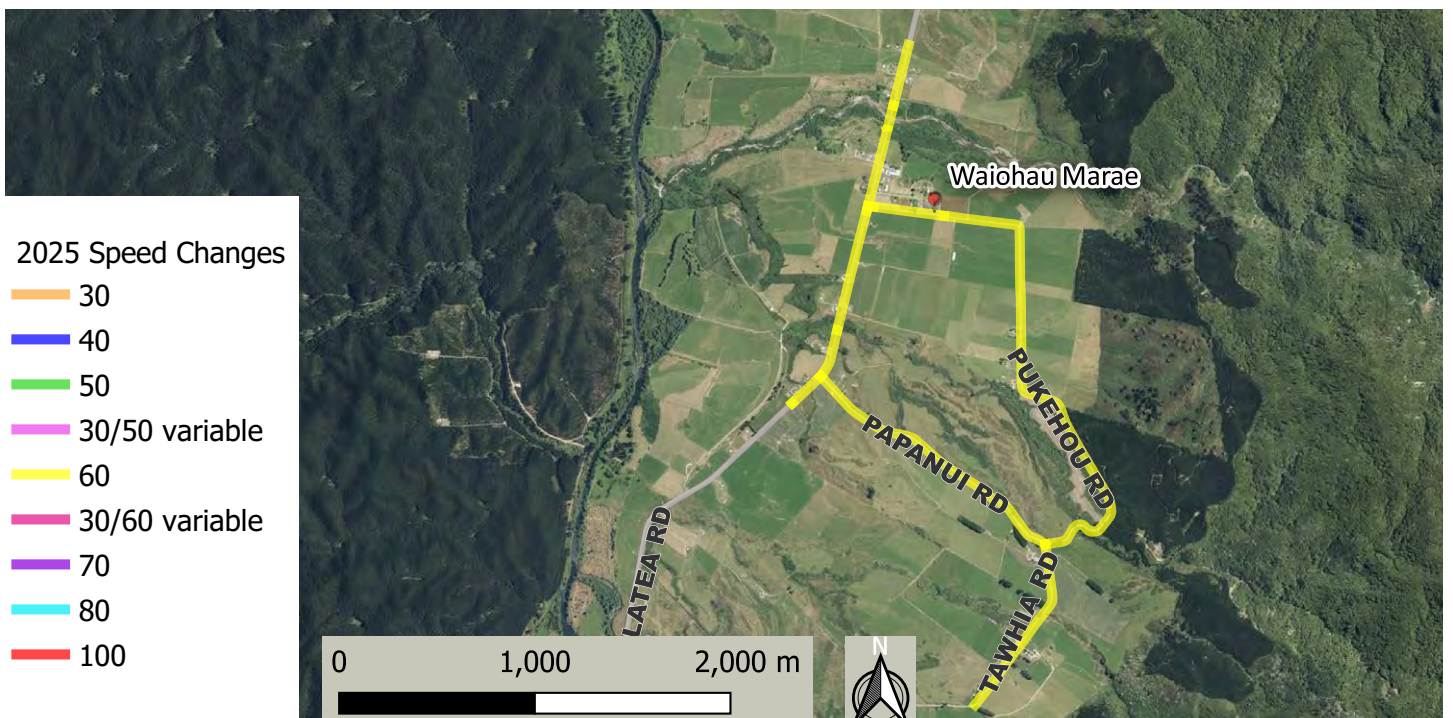 Waiohau Marae
2025 Speed Changes
30
40
50
30/50 variable
60
30/60 variable
70
80
100
PUKEHOU RD
PAPANUI RD
LATEA RD
TAWHIA RD
0 1,000 2,000 m
N